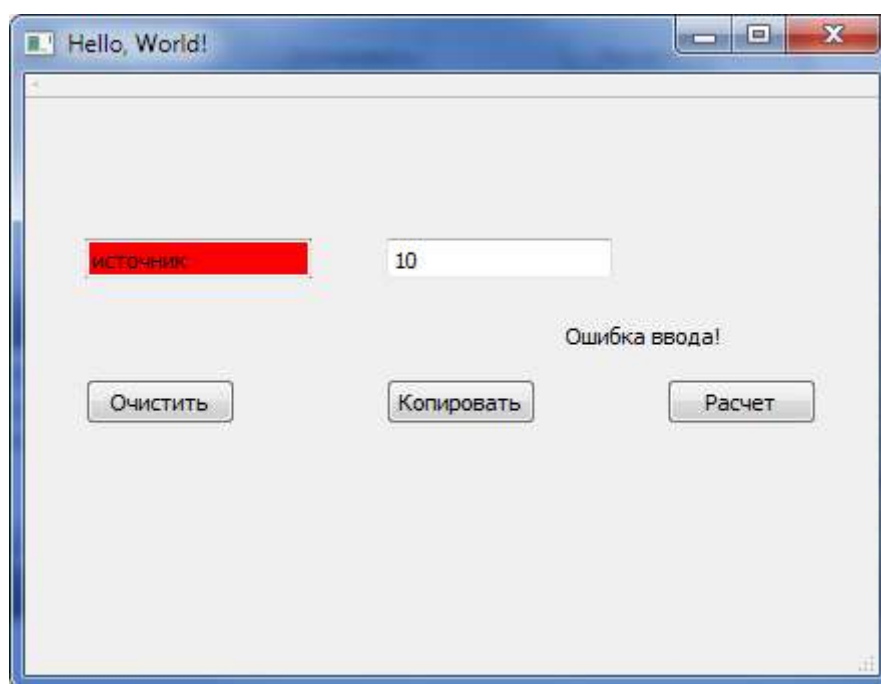 Hello, World!
источник 10
Ошибка ввода!
Очистить Копировать Расчет